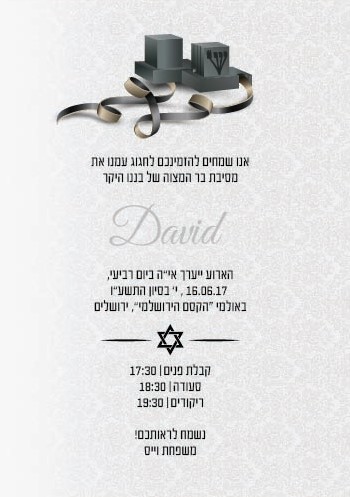 אנו שמחים להזמינכם לחגוג עמנו את
מסיבת בר המצוה של בננו היקר
David
הארוע ייערך אי״ה ביום רביעי,
16.06.17 , י׳ בסיון התשע״ו
באולמי ״הקסם הירושלמי״, ירושלים
קבלת פנים | 17:30
סעודה | 18:30
ריקודים | 19:30
נשמח לראותכם!
משפחת וייס